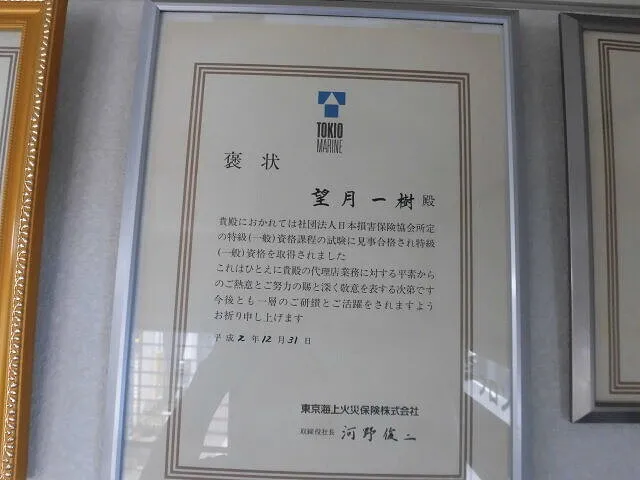 TOKIO
MARINE
褒状
望月一樹 殿
貴殿におかれては社団法人日本損害保険協会所定
の特級(一般)資格課程の試験に見事合格され特級
(一般)資格を取得されました
これはひとえに貴殿の代理店業務に対する平素から
のご熱意とご努力の賜と深く敬意を表する次第です
今後とも一層のご研鑽とご活躍をされますよう
お祈り申し上げます
平成2年12月31日
東京海上火災保険株式会社
取締役社長 河野俊二